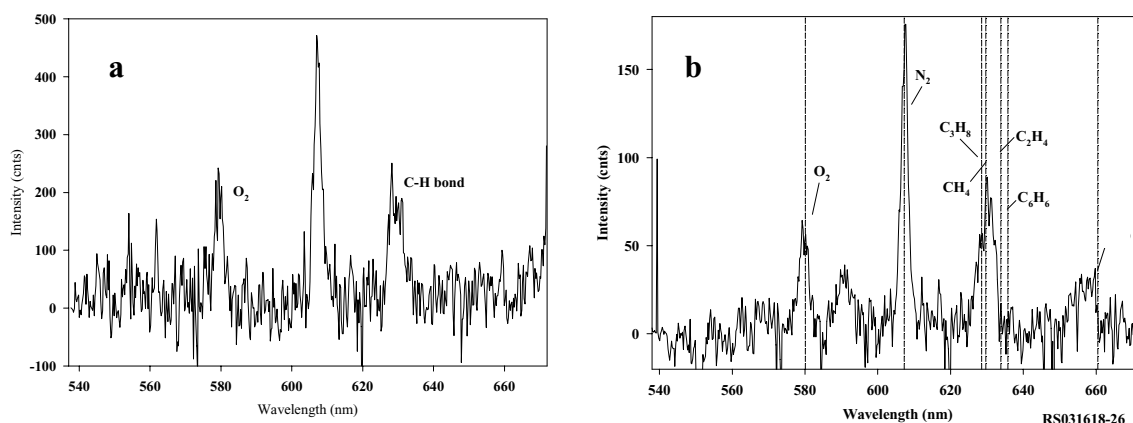 500
400
300
200
100
0
-100
Intensity (cnts)
a
O₂
C-H bond
540 560 580 600 620 640 660
Wavelength (nm)
150
100
50
0
Intensity (cnts)
b
N₂
O₂
C₃H₈
CH₄
C₂H₄
C₆H₆
540 560 580 600 620 640 660
Wavelength (nm)
RS031618-26